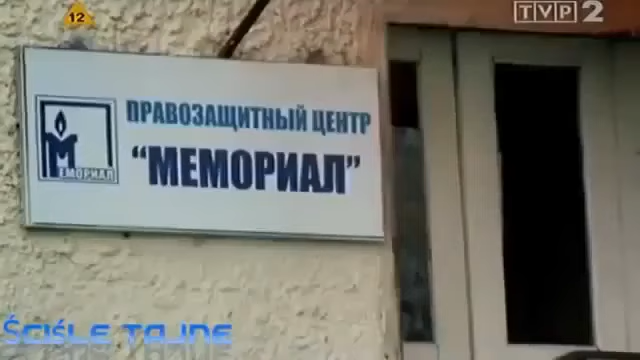 12
TVP2
ПРАВОЗАЩИТНЫЙ ЦЕНТР
"МЕМОРИАЛ"
МЕМОРИАЛ
ŚCIŚLE TAJNE